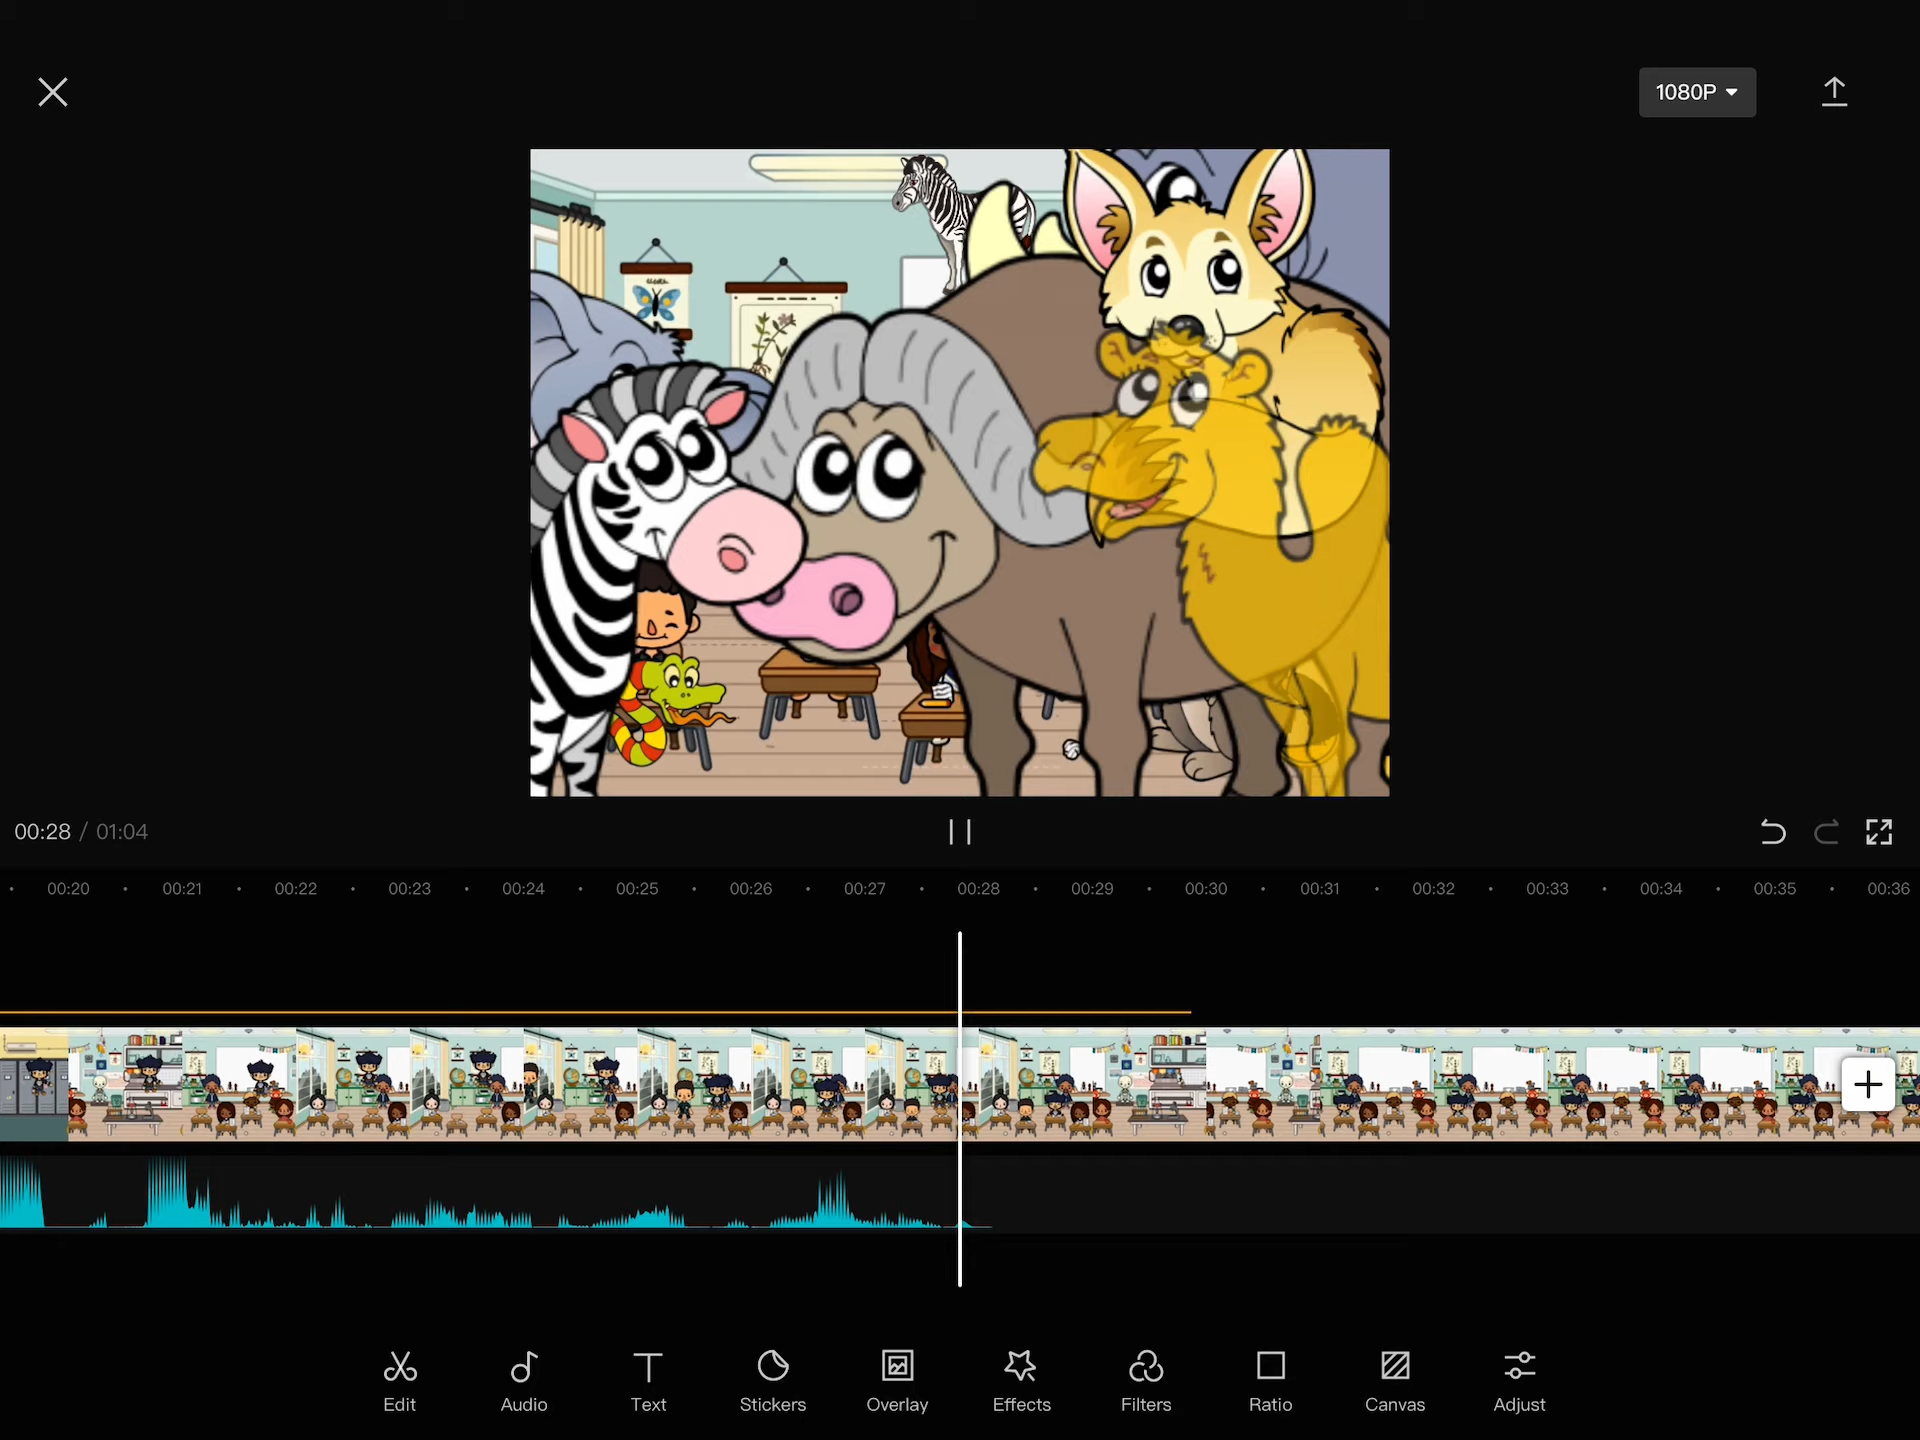 1080P
00:28 / 01:04
00:20 00:21 00:22 00:23 00:24 00:25 00:26 00:27 00:28 00:29 00:30 00:31 00:32 00:33 00:34 00:35 00:36
Edit Audio Text Stickers Overlay Effects Filters Ratio Canvas Adjust